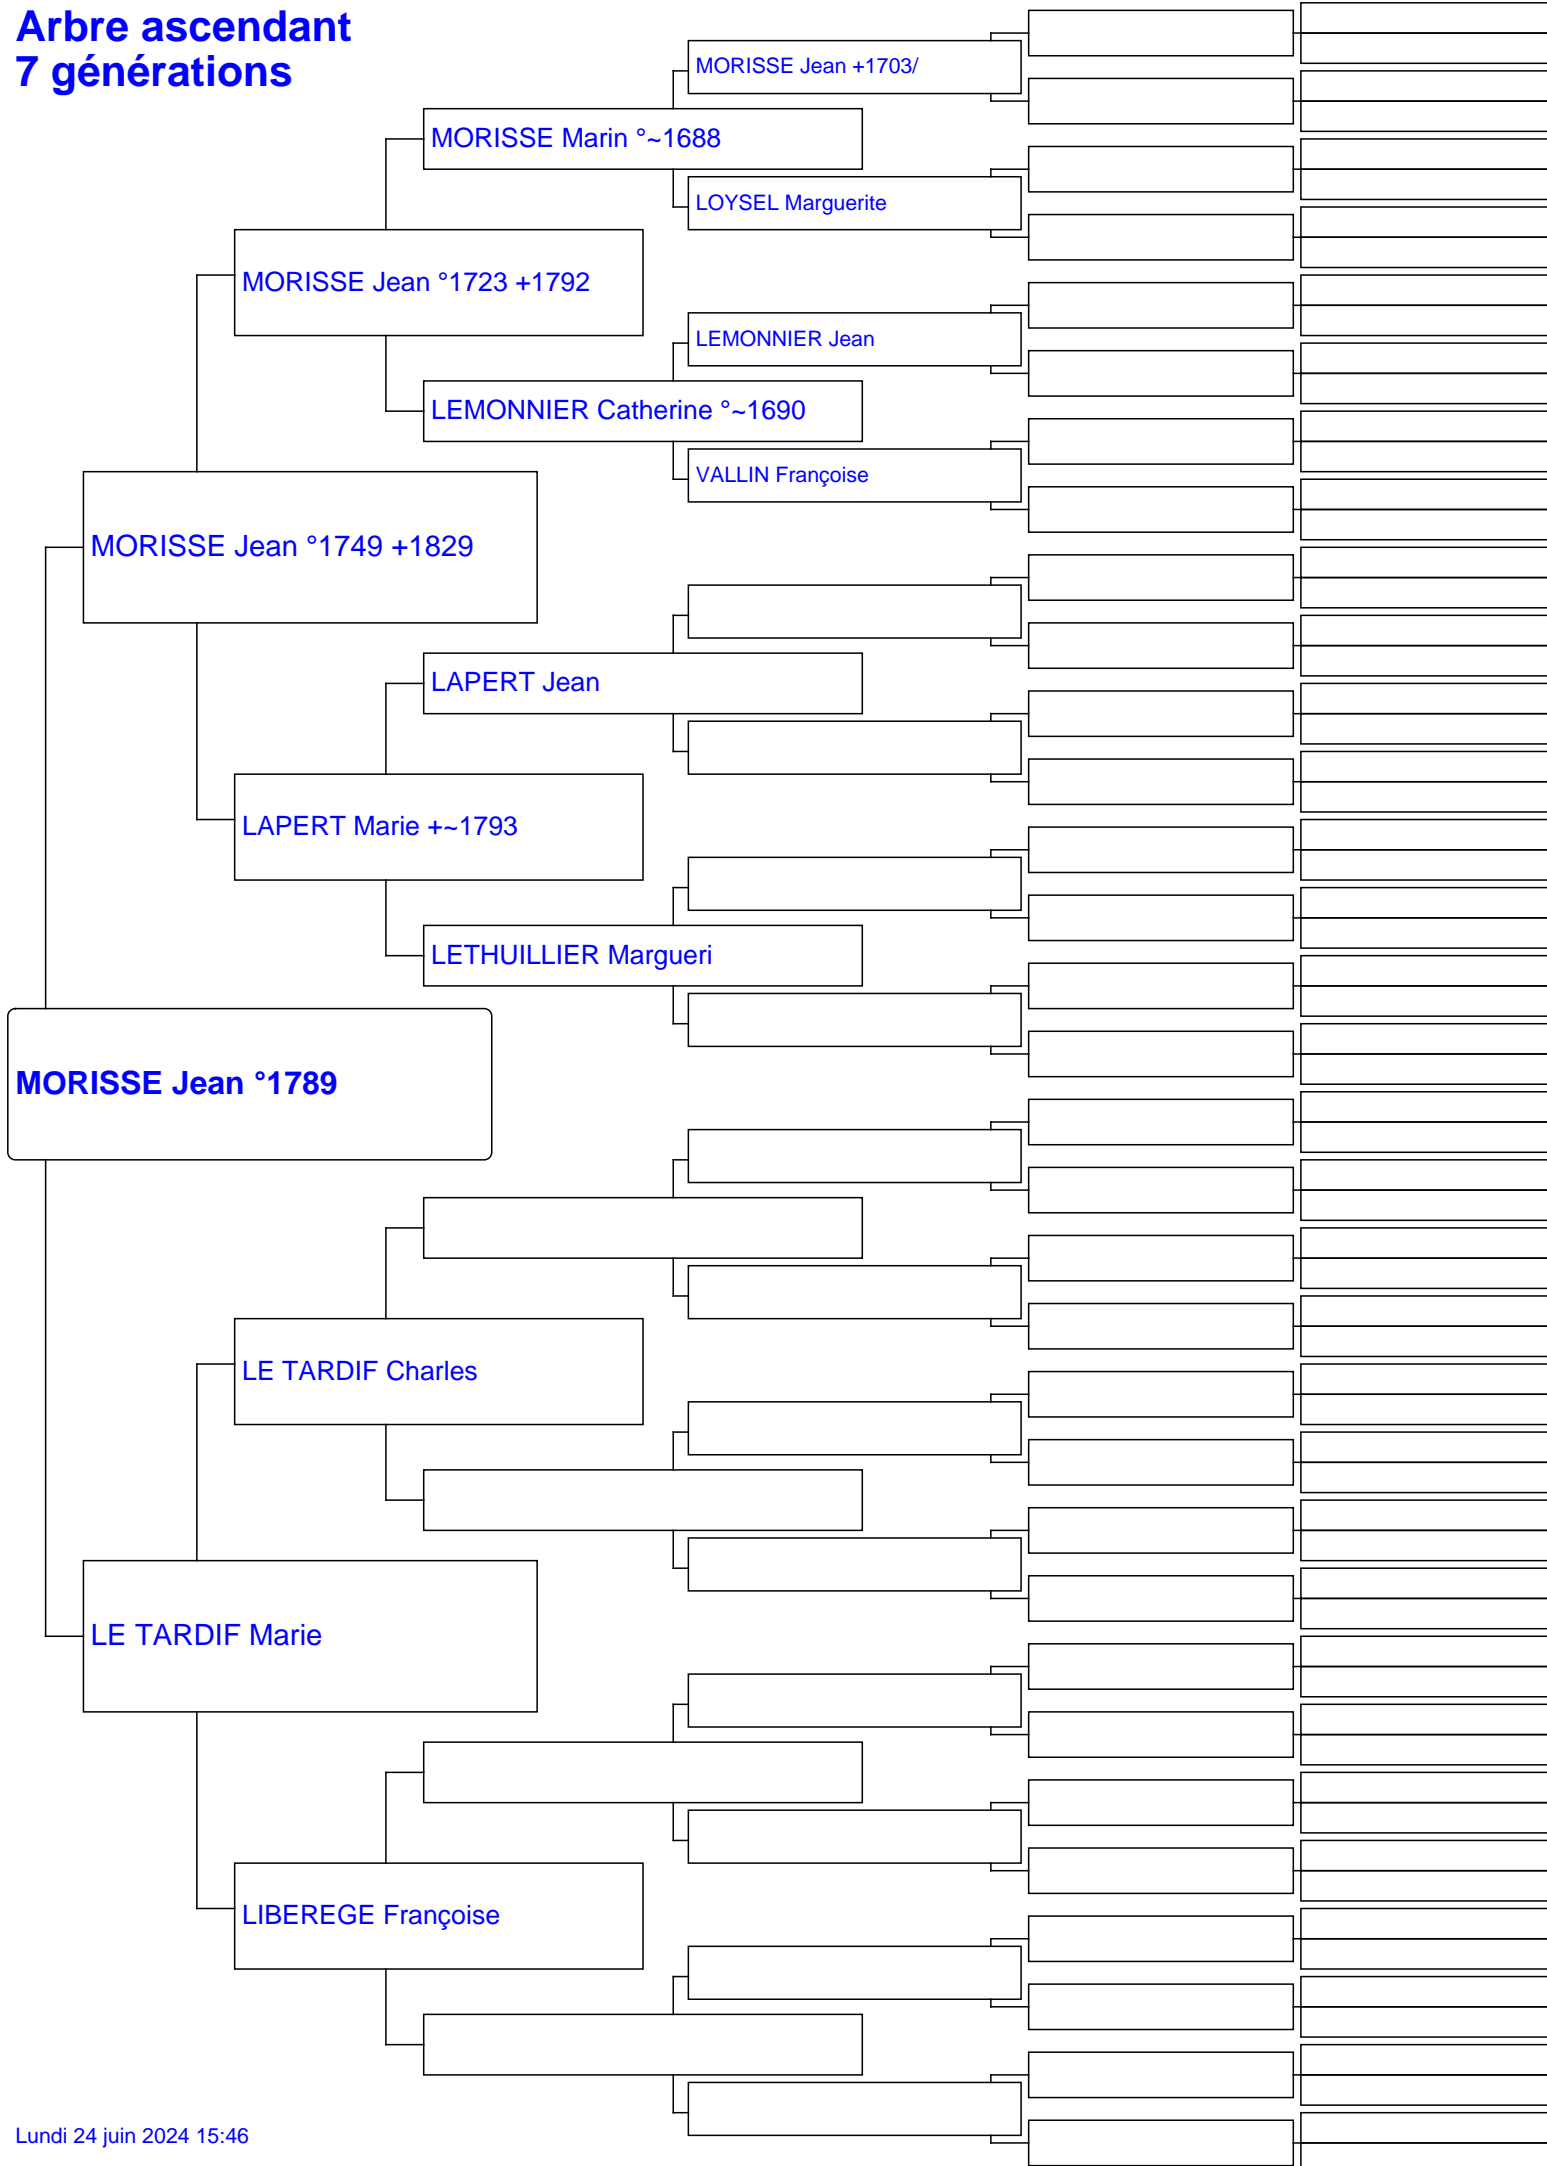 Arbre ascendant
7 générations
MORISSE Jean +1703/
MORISSE Marin °~1688
LOYSEL Marguerite
MORISSE Jean °1723 +1792
LEMONNIER Jean
LEMONNIER Catherine °~1690
VALLIN Françoise
MORISSE Jean °1749 +1829
LAPERT Jean
LAPERT Marie +~1793
LETHUILLIER Margueri
MORISSE Jean °1789
LE TARDIF Charles
LE TARDIF Marie
LIBEREGE Françoise
Lundi 24 juin 2024 15:46